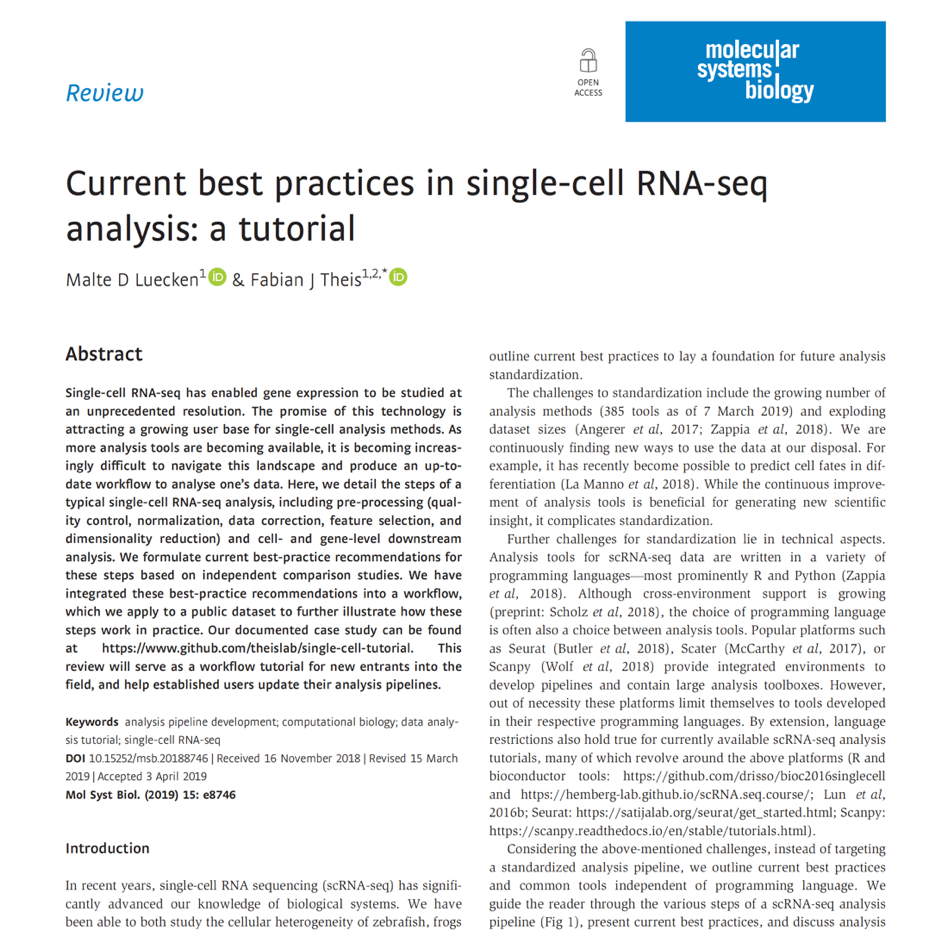 Review
OPEN
ACCESS
molecular
systems
biology
Current best practices in single-cell RNA-seq
analysis: a tutorial
Malte D Luecken1 iD & Fabian J Theis1,2,* iD
Abstract
Single-cell RNA-seq has enabled gene expression to be studied at
an unprecedented resolution. The promise of this technology is
attracting a growing user base for single-cell analysis methods. As
more analysis tools are becoming available, it is becoming increas-
ingly difficult to navigate this landscape and produce an up-to-
date workflow to analyse one's data. Here, we detail the steps of a
typical single-cell RNA-seq analysis, including pre-processing (qual-
ity control, normalization, data correction, feature selection, and
dimensionality reduction) and cell- and gene-level downstream
analysis. We formulate current best-practice recommendations for
these steps based on independent comparison studies. We have
integrated these best-practice recommendations into a workflow,
which we apply to a public dataset to further illustrate how these
steps work in practice. Our documented case study can be found
at https://www.github.com/theislab/single-cell-tutorial. This
review will serve as a workflow tutorial for new entrants into the
field, and help established users update their analysis pipelines.
Keywords analysis pipeline development; computational biology; data analy-
sis tutorial; single-cell RNA-seq
DOI 10.15252/msb.20188746 | Received 16 November 2018 | Revised 15 March
2019 | Accepted 3 April 2019
Mol Syst Biol. (2019) 15: e8746
Introduction
In recent years, single-cell RNA sequencing (scRNA-seq) has signifi-
cantly advanced our knowledge of biological systems. We have
been able to both study the cellular heterogeneity of zebrafish, frogs
outline current best practices to lay a foundation for future analysis
standardization.
The challenges to standardization include the growing number of
analysis methods (385 tools as of 7 March 2019) and exploding
dataset sizes (Angerer et al, 2017; Zappia et al, 2018). We are
continuously finding new ways to use the data at our disposal. For
example, it has recently become possible to predict cell fates in dif-
ferentiation (La Manno et al, 2018). While the continuous improve-
ment of analysis tools is beneficial for generating new scientific
insight, it complicates standardization.
Further challenges for standardization lie in technical aspects.
Analysis tools for scRNA-seq data are written in a variety of
programming languages—most prominently R and Python (Zappia
et al, 2018). Although cross-environment support is growing
(preprint: Scholz et al, 2018), the choice of programming language
is often also a choice between analysis tools. Popular platforms such
as Seurat (Butler et al, 2018), Scater (McCarthy et al, 2017), or
Scanpy (Wolf et al, 2018) provide integrated environments to
develop pipelines and contain large analysis toolboxes. However,
out of necessity these platforms limit themselves to tools developed
in their respective programming languages. By extension, language
restrictions also hold true for currently available scRNA-seq analysis
tutorials, many of which revolve around the above platforms (R and
bioconductor tools: https://github.com/drisso/bioc2016singlecell
and https://hemberg-lab.github.io/scRNA.seq.course/; Lun et al,
2016b; Seurat: https://satijalab.org/seurat/get_started.html; Scanpy:
https://scanpy.readthedocs.io/en/stable/tutorials.html).
Considering the above-mentioned challenges, instead of targeting
a standardized analysis pipeline, we outline current best practices
and common tools independent of programming language. We
guide the reader through the various steps of a scRNA-seq analysis
pipeline (Fig 1), present current best practices, and discuss analysis